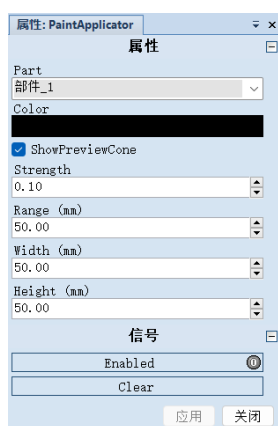 属性: PaintApplicator
属性
Part
部件_1
Color
ShowPreviewCone
Strength
0.10
Range (mm)
50.00
Width (mm)
50.00
Height (mm)
50.00
信号
Enabled
Clear
应用 关闭